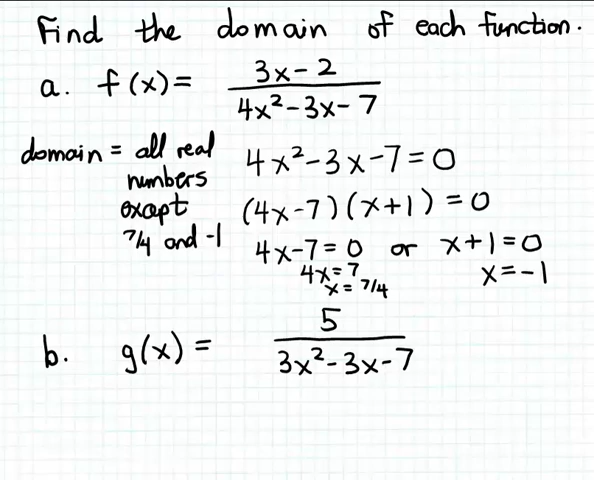 Find the domain of each function.
a. f(x) = (3x-2)/(4x²-3x-7)
domain = all real numbers except 7/4 and -1
4x²-3x-7=0
(4x-7)(x+1)=0
4x-7=0 or x+1=0
4x=7
x=7/4
x=-1
b. g(x) = 5/(3x²-3x-7)